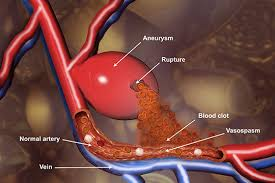 Aneurysm
Rupture
Blood clot
Vasospasm
Normal artery
Vein